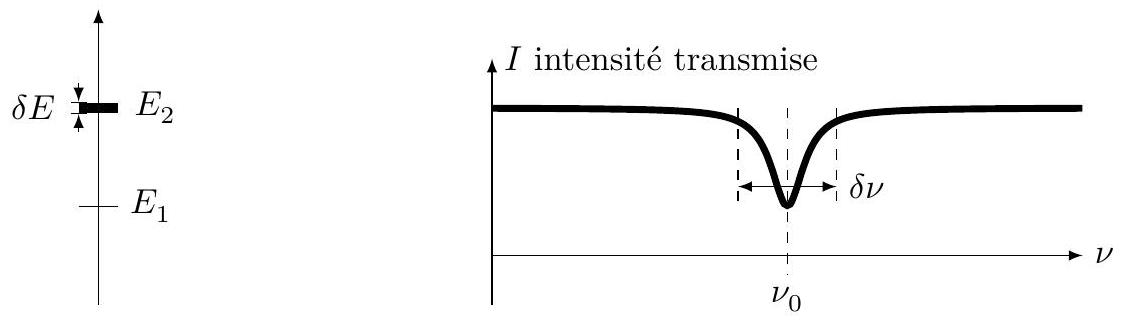 δE
E₂
E₁
I intensité transmise
δν
ν
ν₀